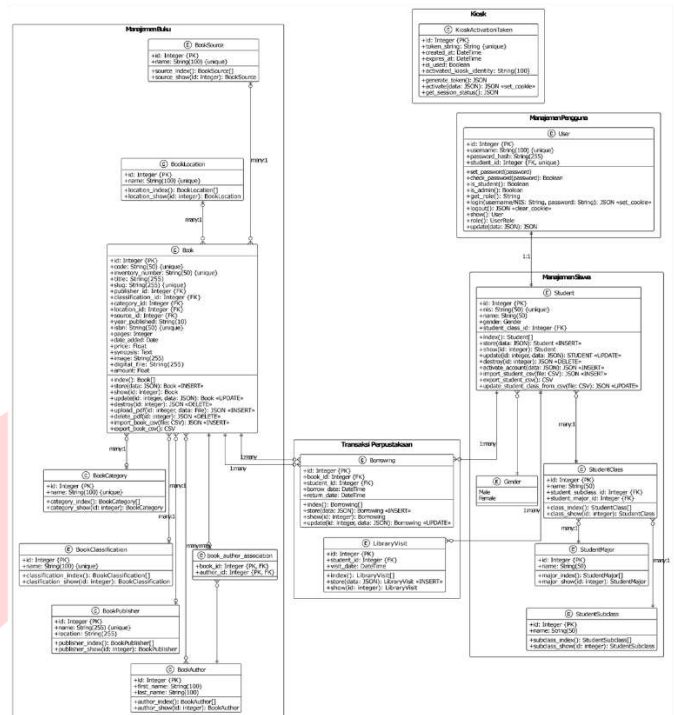 Manajemen Buku
E BookSource
+id: Integer {PK}
+name: String(100) {unique}
+source_index(): BookSource[]
+source_show(id: integer): BookSource
many:1
BookLocation
+id: Integer {PK}
+name: String(100) {unique}
+location_index(): BookLocation[]
+location_show(id: integer): BookLocation
many:1
E Book
+id: Integer {PK}
+code: String(50) {unique}
+inventory_number: String(50) {unique}
+title: String(255)
+slug: String(255) {unique}
+publisher_id: Integer {FK}
+classification_id: Integer {FK}
+category_id: Integer {FK}
+location_id: Integer {FK}
+source_id: Integer {FK}
+year_published: String(10)
+isbn: String(50) {unique}
+pages: Integer
+date_added: Date
+price: Float
+synopsis: Text
+image: String(255)
+digital_file: String(255)
+amount: Float
+index(): Book[]
+store(data: JSON): Book «INSERT»
+show(id: integer): Book
+update(id: integer, data: JSON): Book «UPDATE»
+destroy(id: integer): JSON «DELETE»
+upload_pdf(id: integer, data: File): JSON «INSERT»
+delete_pdf(id: integer): JSON «DELETE»
+import_book_csv(file: CSV): JSON «INSERT»
+export_book_csv(): CSV
many:1
BookCategory
+id: Integer {PK}
+name: String(100) {unique}
+category_index(): BookCategory[]
+category_show(id: integer): BookCategory
many:1
BookClassification
+id: Integer {PK}
+name: String(100) {unique}
+classification_index(): BookClassification[]
+clasification_show(id: integer): BookClassification
many:1
BookPublisher
+id: Integer {PK}
+name: String(255) {unique}
+location: String(255)
+publisher_index(): BookPublisher[]
+publisher_show(id: integer): BookPublisher
book_author_association
+book_id: Integer {PK, FK}
+author_id: Integer {PK, FK}
BookAuthor
+id: Integer {PK}
+first_name: String(100)
+last_name: String(100)
+author_index(): BookAuthor[]
+author_show(id: integer): BookAuthor
Transaksi Perpustakaan
1:many
1:many
1:many
Borrowing
+id: Integer {PK}
+book_id: Integer {FK}
+student_id: Integer {FK}
+borrow_date: DateTime
+return_date: DateTime
+index(): Borrowing[]
+store(data: JSON): Borrowing «INSERT»
+show(id: integer): Borrowing
+update(id: integer, data: JSON): Borrowing «UPDATE»
LibraryVisit
+id: Integer {PK}
+student_id: Integer {FK}
+visit_date: DateTime
+index(): LibraryVisit[]
+store(data: JSON): LibraryVisit «INSERT»
+show(id: integer): LibraryVisit
Kiosk
KioskActivationToken
+id: Integer {PK}
+token_string: String {unique}
+created_at: DateTime
+expires_at: DateTime
+is_used: Boolean
+activated_kiosk_identity: String(100)
+generate_token(): JSON
+activate(data: JSON): JSON «set_cookie»
+get_session_status(): JSON
Manajemen Pengguna
User
+id: Integer {PK}
+username: String(100) {unique}
+password_hash: String(255)
+student_id: Integer {FK, unique}
+set_password(password)
+check_password(password): Boolean
+is_student(): Boolean
+is_admin(): Boolean
+get_role(): String
+login(username/NIS: String, password: String): JSON «set_cookie»
+logout(): JSON «clear_cookie»
+show(): User
+role(): UserRole
+update(data: JSON): JSON
1:1
Manajemen Siswa
Student
+id: Integer {PK}
+nis: String(50) {unique}
+name: String(50)
+gender: Gender
+student_class_id: Integer {FK}
+index(): Student[]
+store(data: JSON): Student «INSERT»
+show(id: integer): Student
+update(id: integer, data: JSON): STUDENT «UPDATE»
+destroy(id: integer): JSON «DELETE»
+activate_account(data: JSON): JSON «INSERT»
+import_student_csv(file: CSV): JSON «INSERT»
+export_student_csv(): CSV
+update_student_class_from_csv(file: CSV): JSON «UPDATE»
many:1
E Gender
Male
Female
1:many
StudentClass
+id: Integer {PK}
+name: String(50)
+student_subclass_id: Integer {FK}
+student_major_id: Integer {FK}
+class_index(): StudentClass[]
+class_show(id: integer): StudentClass
many:1
StudentMajor
+id: Integer {PK}
+name: String(50)
+major_index(): StudentMajor[]
+major_show(id: integer): StudentMajor
many:1
StudentSubclass
+id: Integer {PK}
+name: String(50)
+subclass_index(): StudentSubclass[]
+subclass_show(id: integer): StudentSubclass